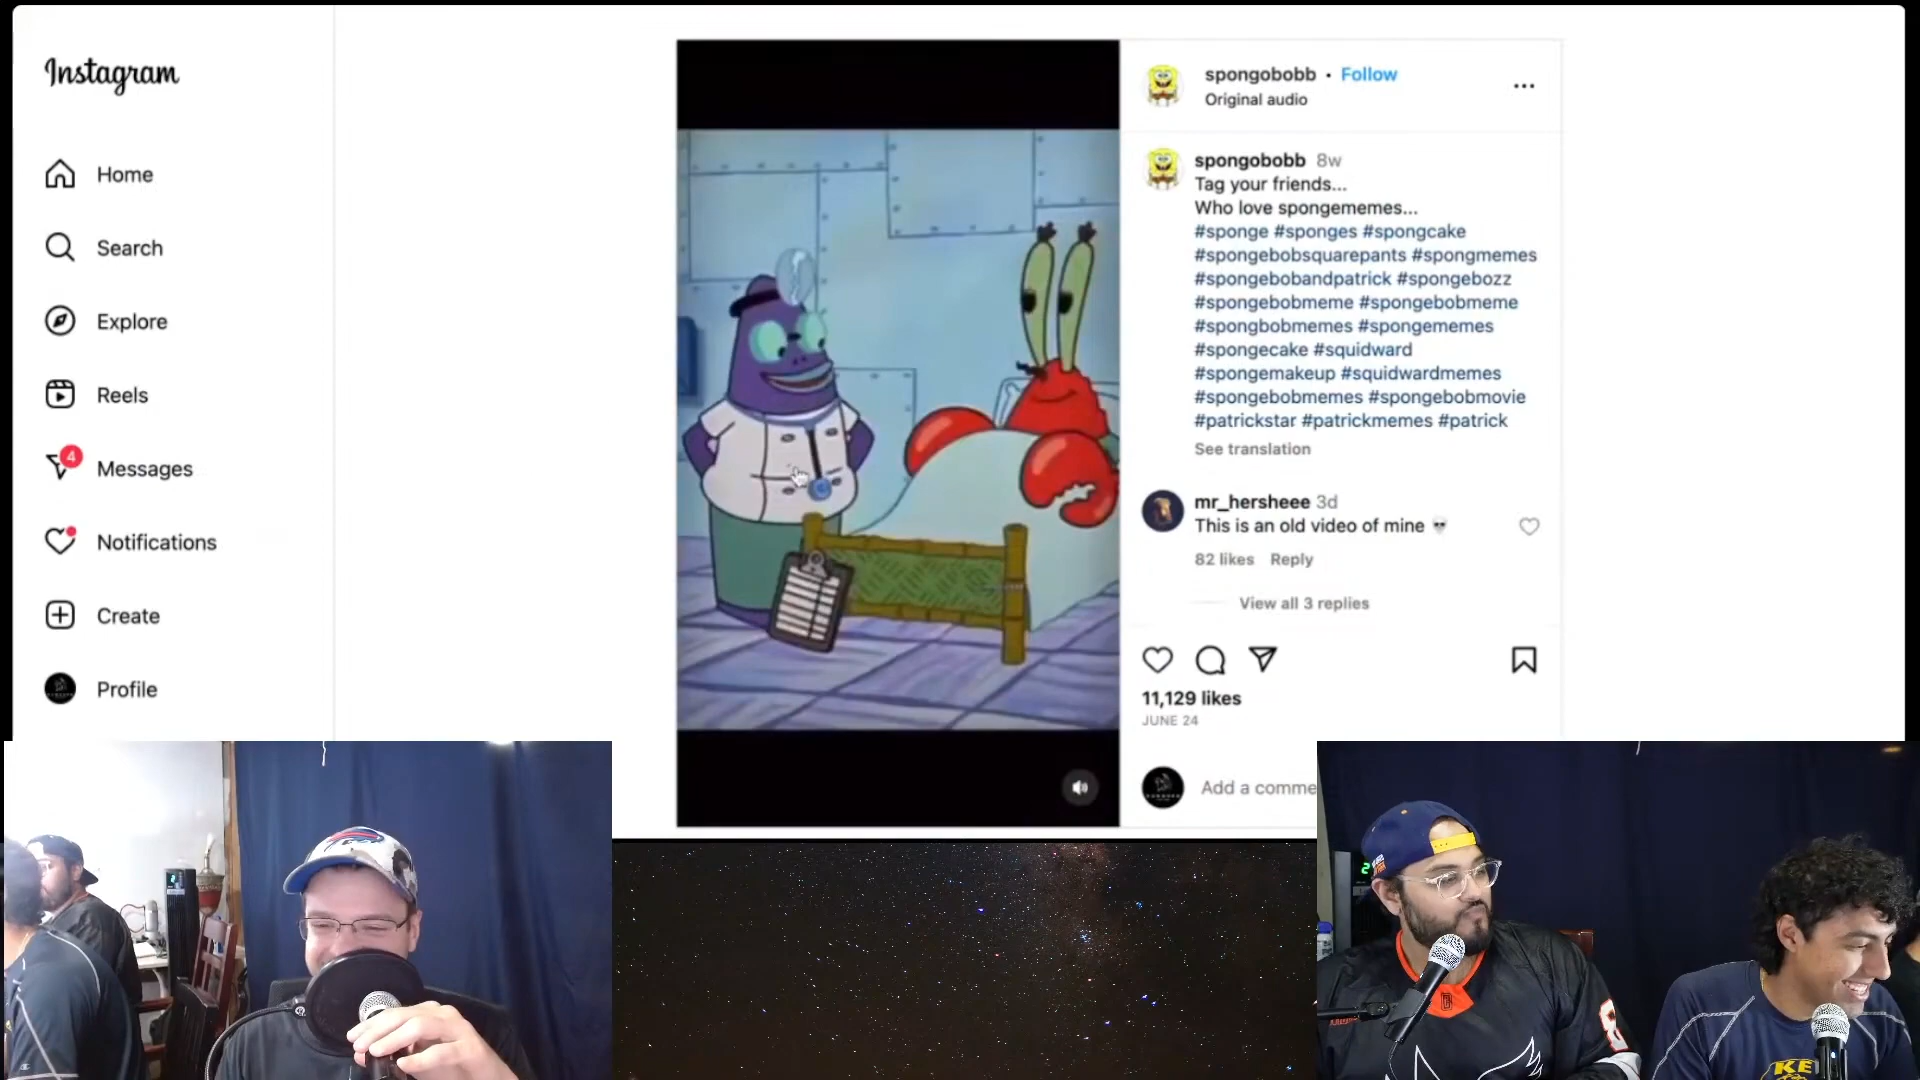 Instagram
Home
Search
Explore
Reels
4
Messages
Notifications
Create
Profile
spongobobb • Follow
Original audio
spongobobb 8w
Tag your friends...
Who love spongememes...
#sponge #sponges #spongcake
#spongebobsquarepants #spongmemes
#spongebobandpatrick #spongebozz
#spongebobmeme #spongebobmeme
#spongbobmemes #spongememes
#spongecake #squidward
#spongemakeup #squidwardmemes
#spongebobmemes #spongebobmovie
#patrickstar #patrickmemes #patrick
See translation
mr_hersheee 3d
This is an old video of mine
82 likes Reply
View all 3 replies
11,129 likes
JUNE 24
Add a comme
2
8
KE